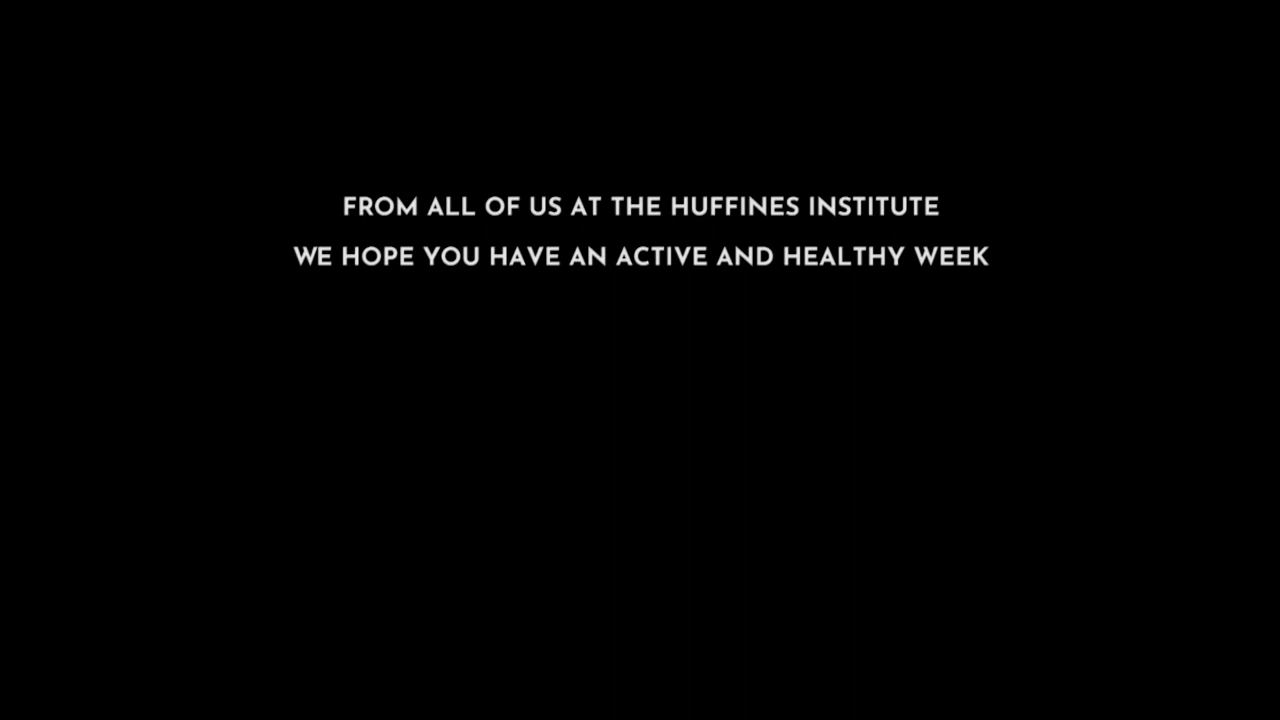 FROM ALL OF US AT THE HUFFINES INSTITUTE
WE HOPE YOU HAVE AN ACTIVE AND HEALTHY WEEK